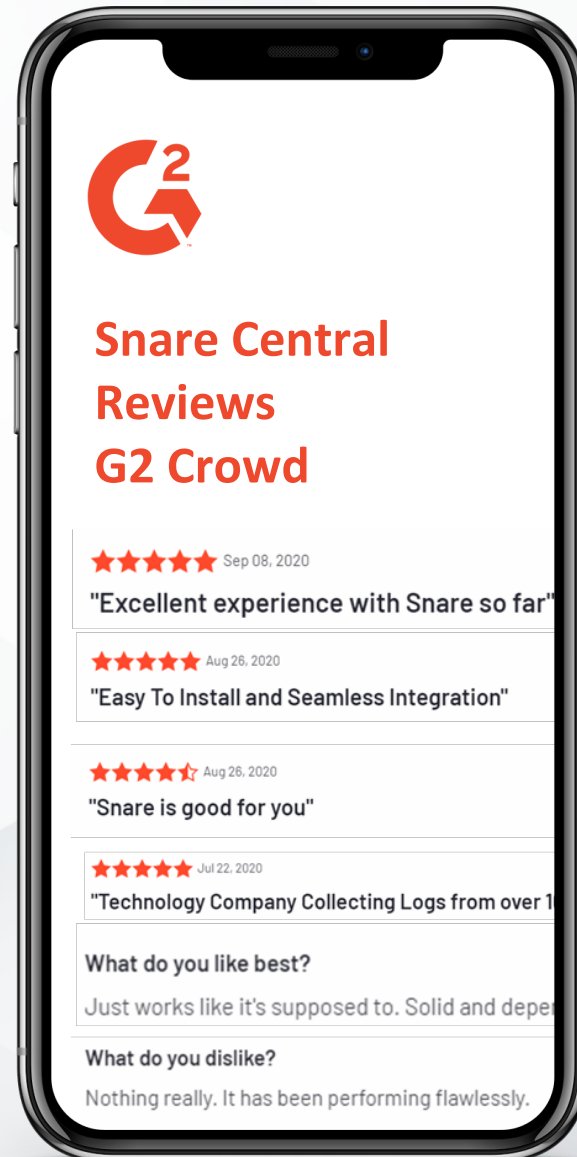 G2
™
Snare Central
Reviews
G2 Crowd
Sep 08, 2020
"Excellent experience with Snare so far"
Aug 26, 2020
"Easy To Install and Seamless Integration"
Aug 26, 2020
"Snare is good for you"
Jul 22, 2020
"Technology Company Collecting Logs from over
What do you like best?
Just works like it's supposed to. Solid and
What do you dislike?
Nothing really. It has been performing flawlessly.